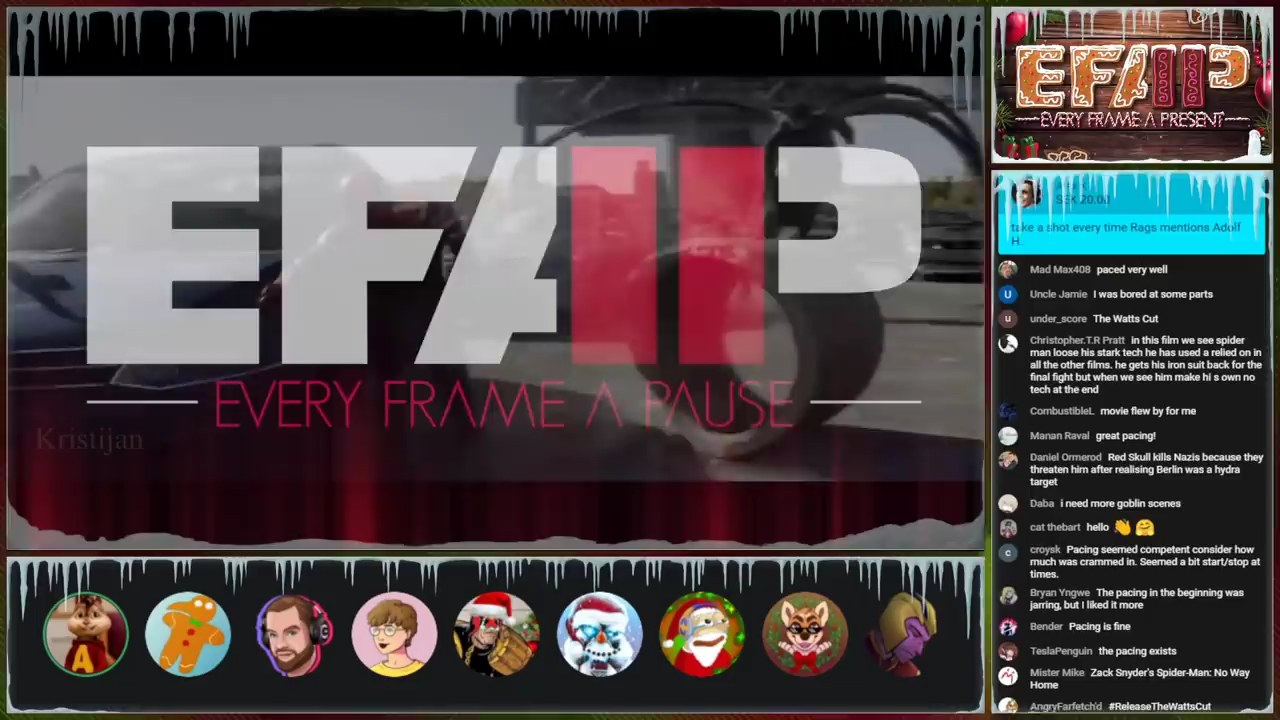 EFAP
EVERY FRAME A PAUSE
Kristijan
A
EFAP
EVERY FRAME A PRESENT
SEK 20.00
take a shot every time Rags mentions Adolf
H.
Mad Max408 paced very well
Uncle Jamie I was bored at some parts
under_score The Watts Cut
Christopher.T.R Pratt in this film we see spider
man loose his stark tech he has used a relied on in
all the other films. he gets his iron suit back for the
final fight but when we see him make hi s own no
tech at the end
CombustibleL movie flew by for me
Manan Raval great pacing!
Daniel Ormerod Red Skull kills Nazis because they
threaten him after realising Berlin was a hydra
target
Daba i need more goblin scenes
cat thebart hello 👋 🤗
croysk Pacing seemed competent consider how
much was crammed in. Seemed a bit start/stop at
times.
Bryan Yngwe The pacing in the beginning was
jarring, but I liked it more
Bender Pacing is fine
TeslaPenguin the pacing exists
Mister Mike Zack Snyder's Spider-Man: No Way
Home
AngryFarfetch'd #ReleaseTheWattsCut